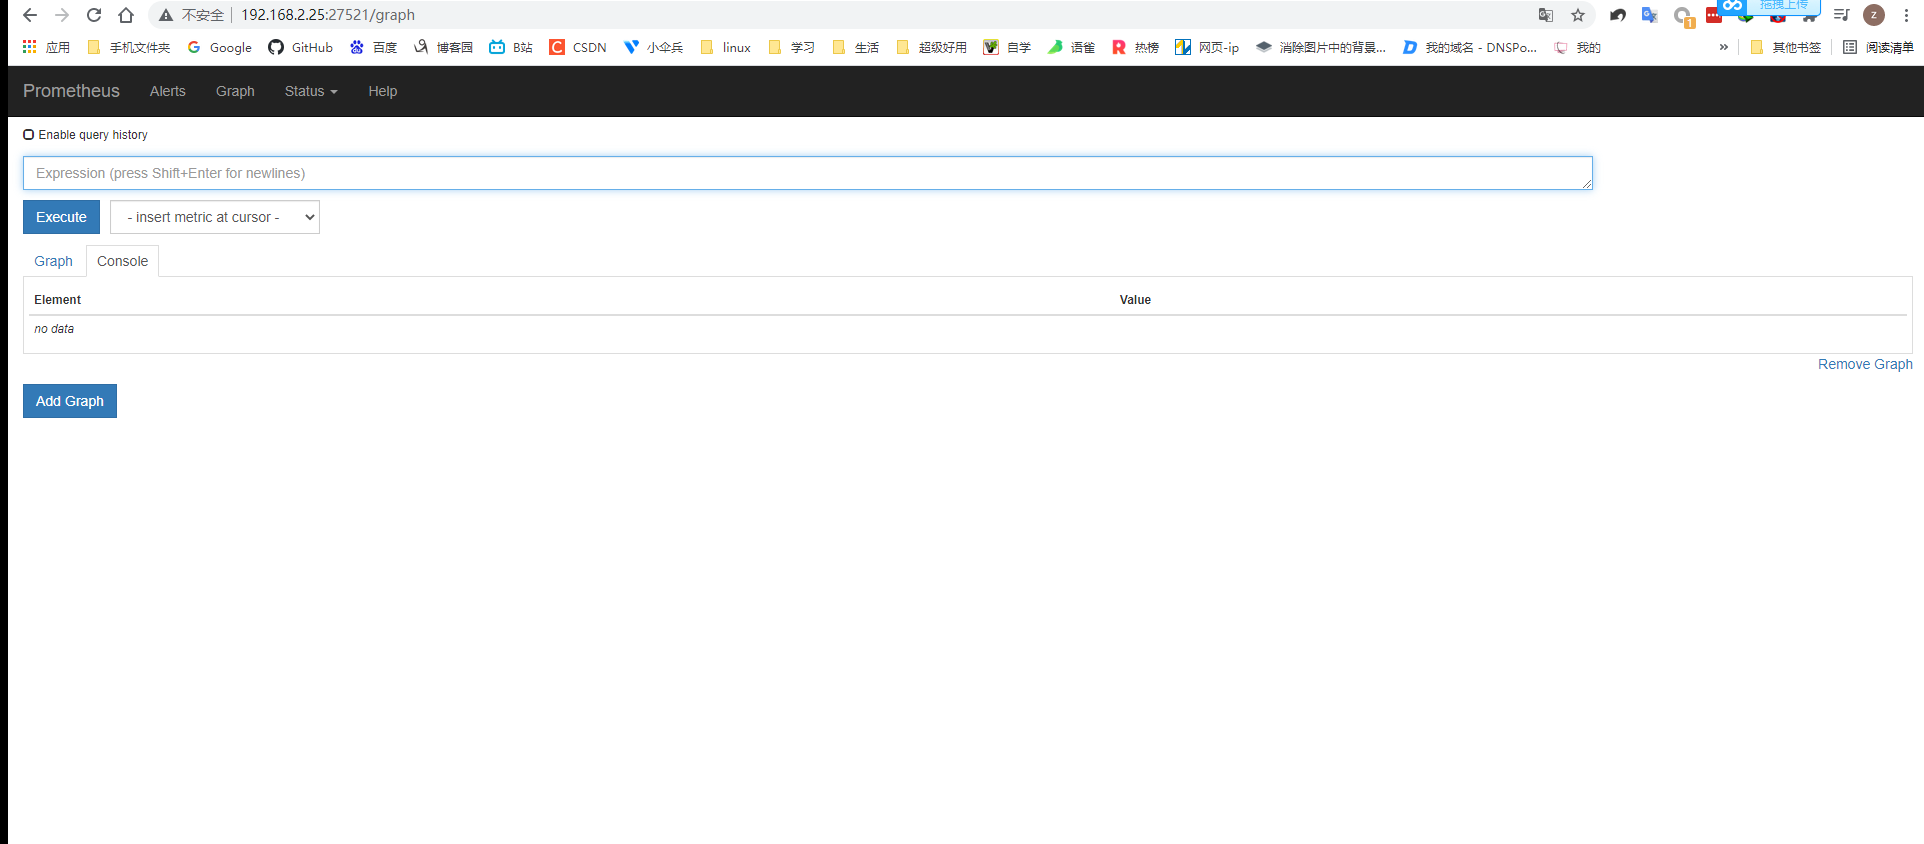 不安全 192.168.2.25:27521/graph 1 拖拽上传 z
应用 手机文件夹 Google GitHub 百度 博客园 B站 CSDN 小伞兵 linux 学习 生活 超级好用 自学 语雀 热榜 网页-ip 消除图片中的背景... 我的域名 - DNSPo... 我的 » 其他书签 阅读清单
Prometheus Alerts Graph Status Help
Enable query history
Expression (press Shift+Enter for newlines)
Execute - insert metric at cursor -
Graph Console
Element Value
no data
Remove Graph
Add Graph